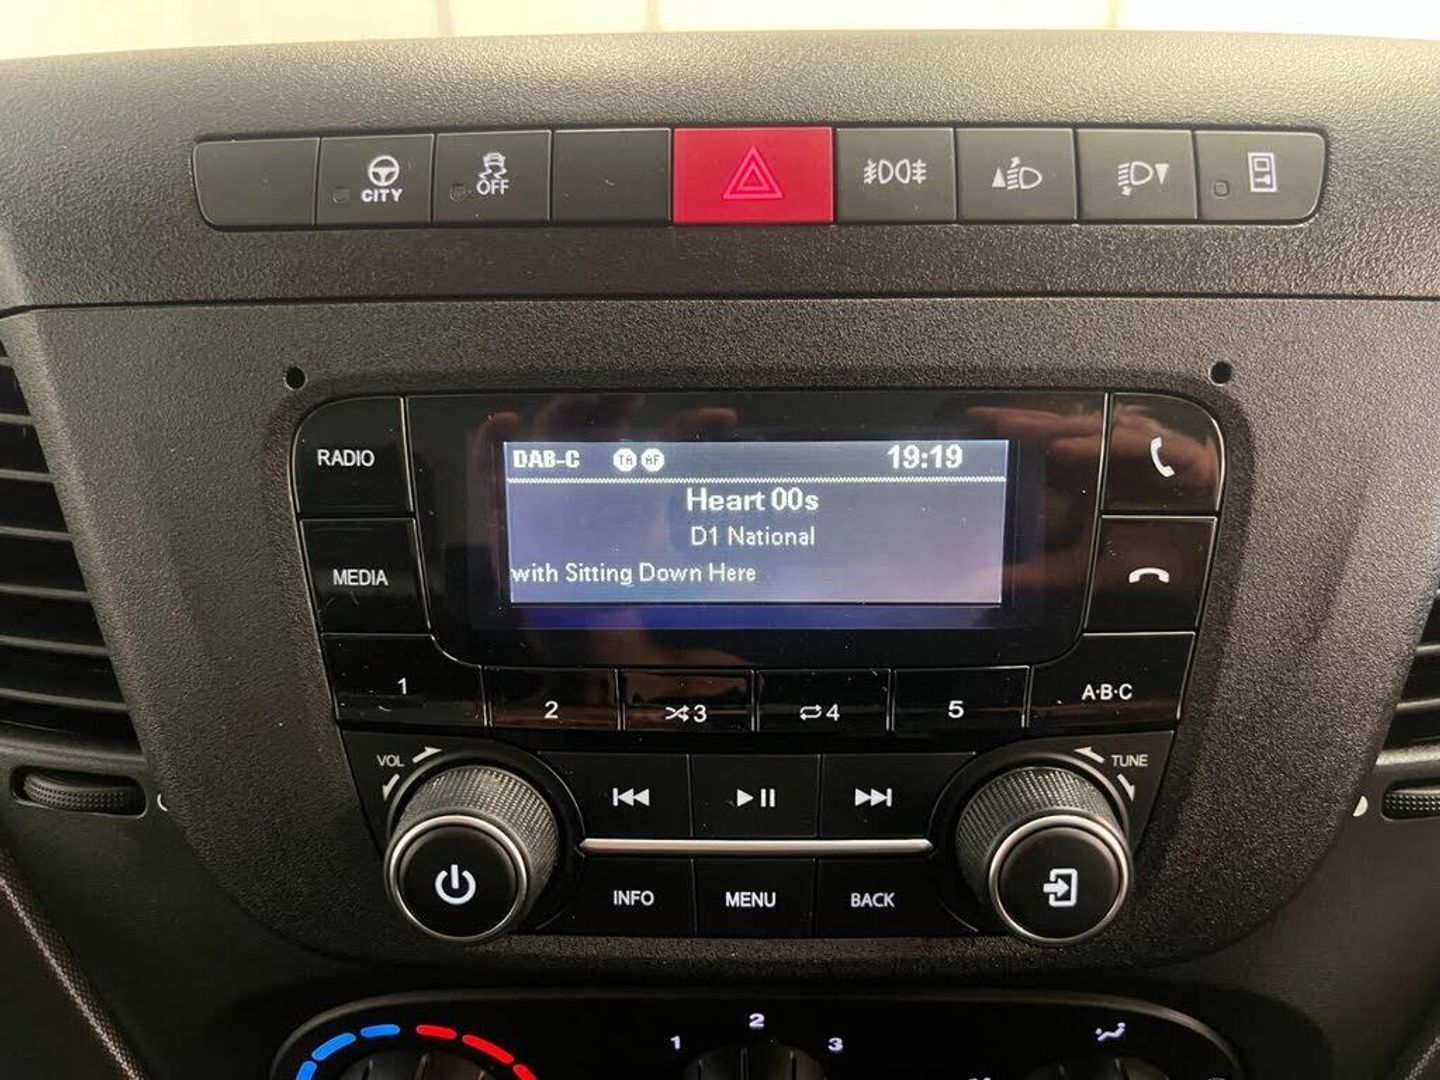 CITY
OFF
RADIO
MEDIA
DAB-C TA AF 19:19
Heart 00s
D1 National
with Sitting Down Here
1
2
3
4
5
A·B·C
VOL
TUNE
INFO
MENU
BACK
1
2
3